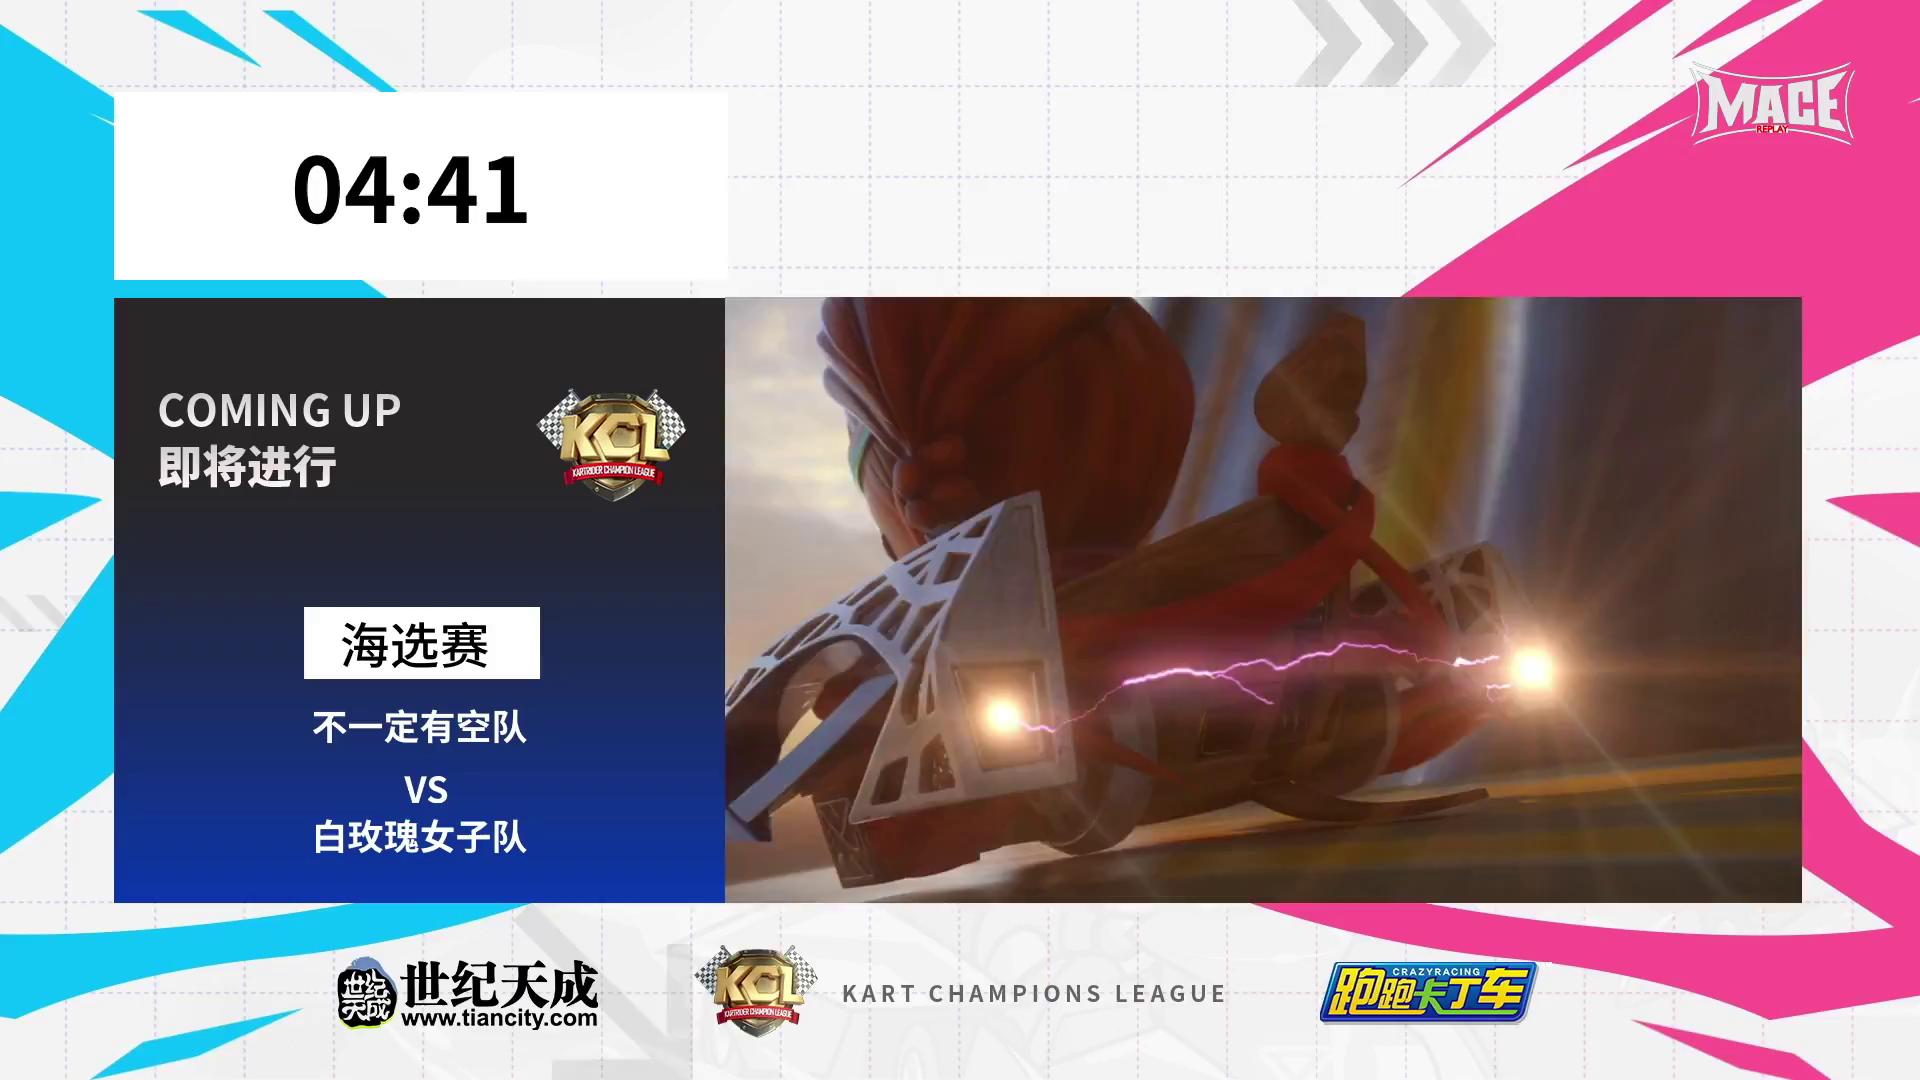 MACE
REPLAY
04:41
COMING UP
即将进行
KCL
KARTRIDER CHAMPION LEAGUE
海选赛
不一定有空队
VS
白玫瑰女子队
世纪天成
世纪天成
www.tiancity.com
KCL
KARTRIDER CHAMPION LEAGUE
KART CHAMPIONS LEAGUE
CRAZYRACING
跑跑卡丁车